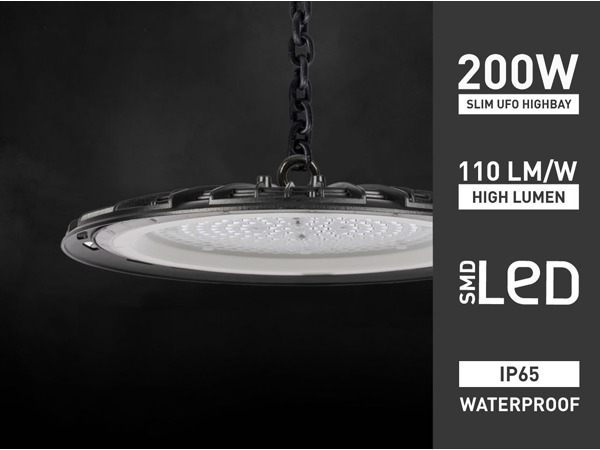 200W
SLIM UFO HIGHBAY
110 LM/W
HIGH LUMEN
SMD LED
IP65
WATERPROOF